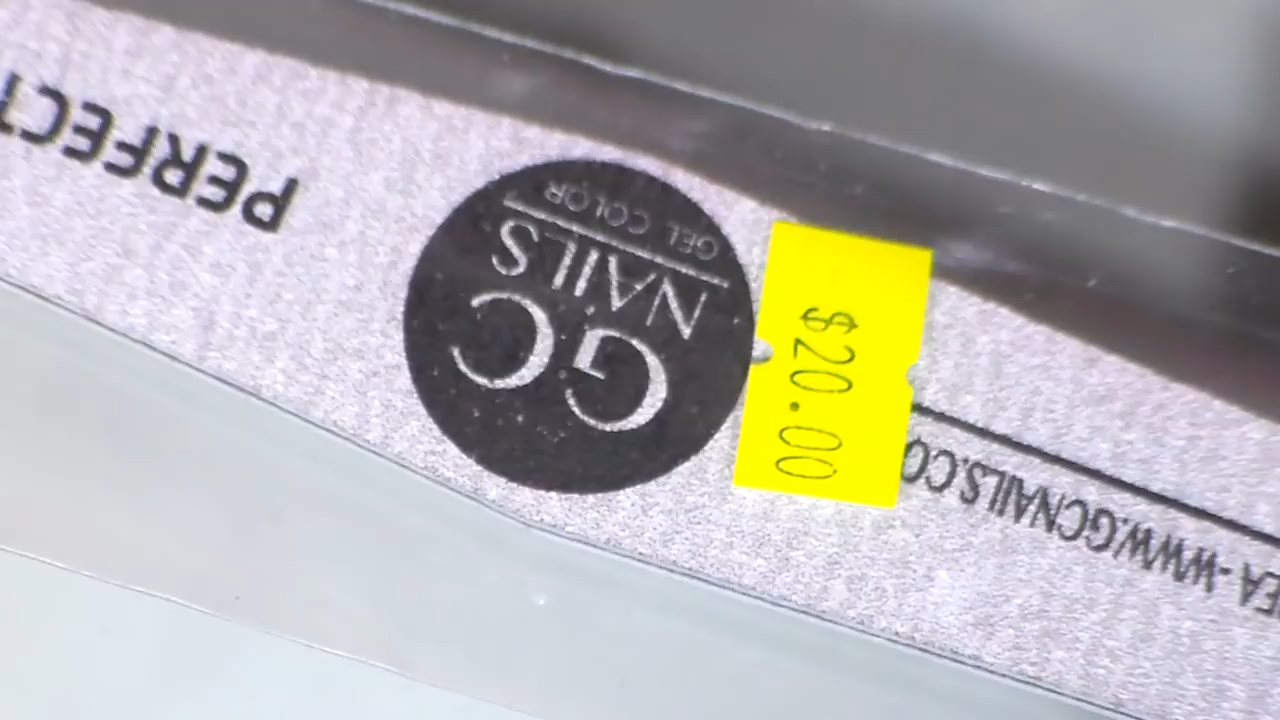 PERFECT
GC
NAILS
GEL COLOR
$20.00
EA - WWW.GCNAILS.CO